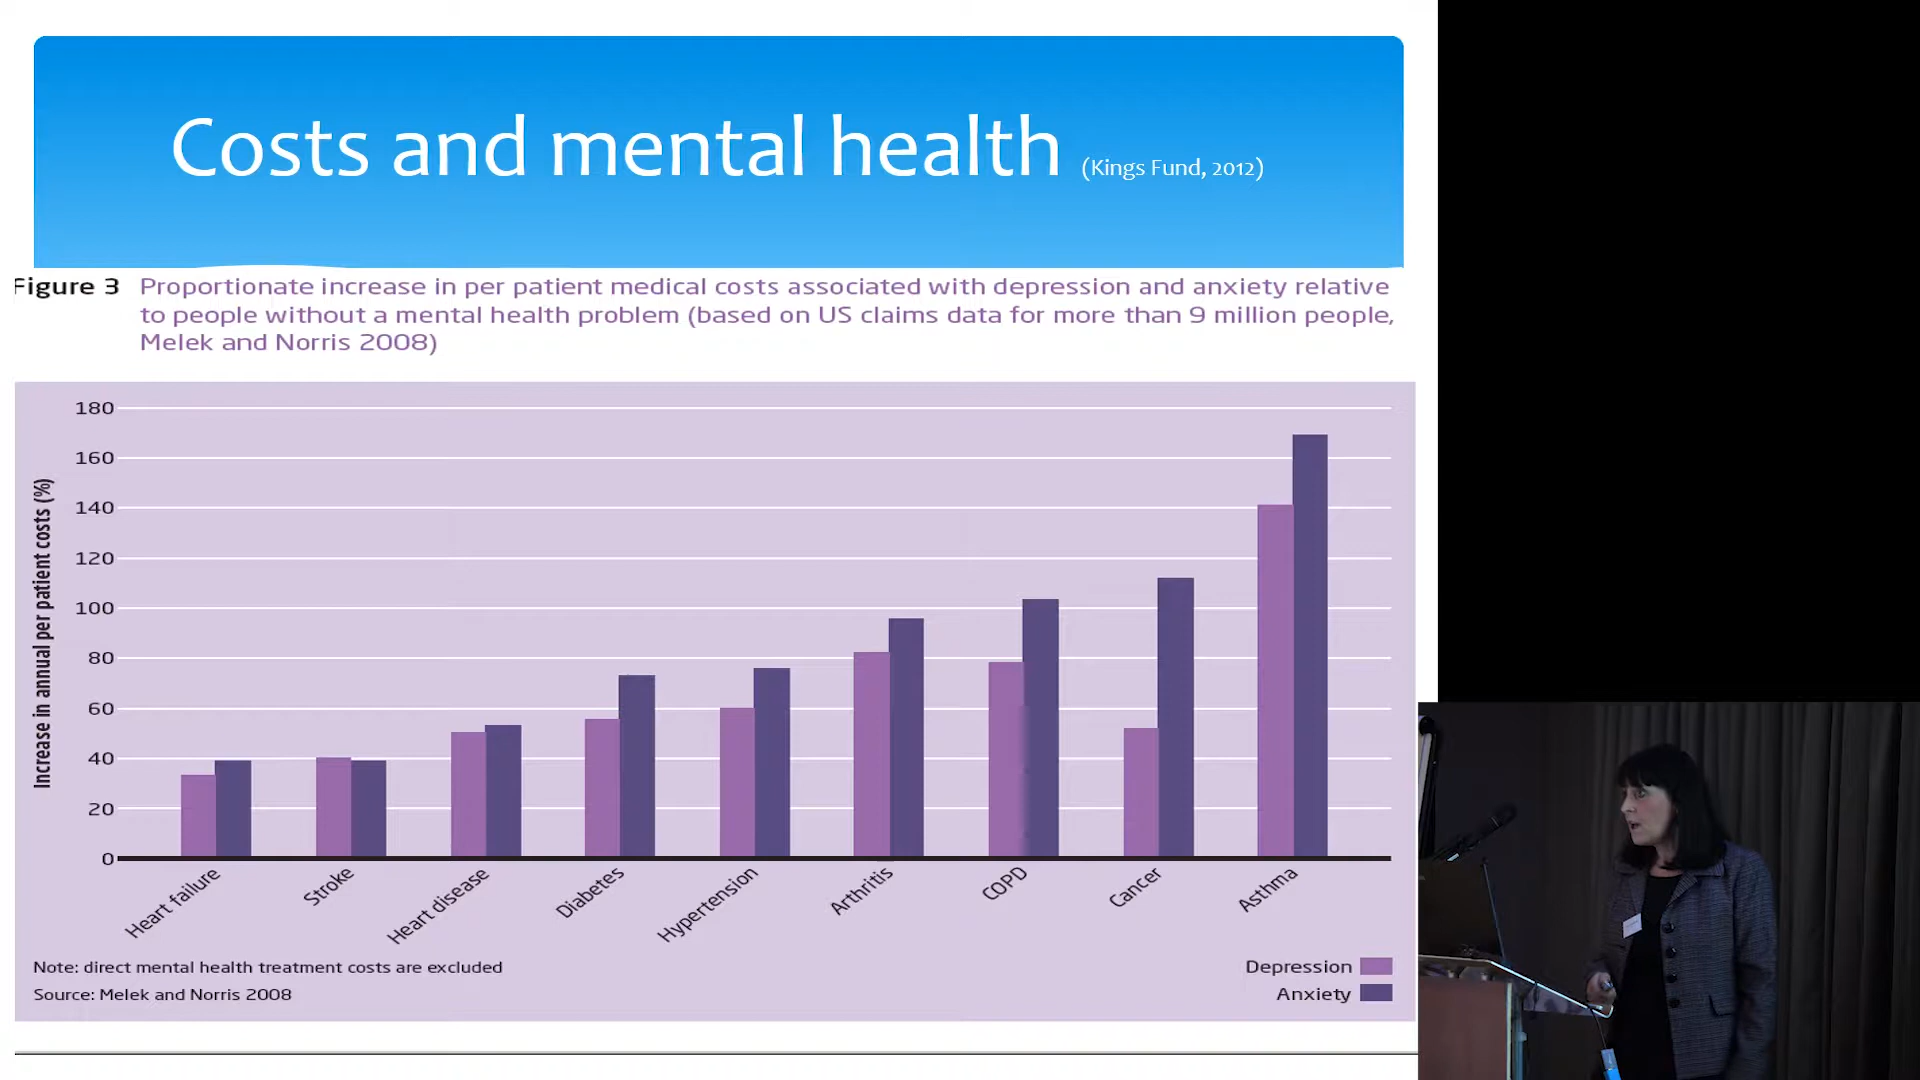 Costs and mental health (Kings Fund, 2012)
Figure 3 Proportionate increase in per patient medical costs associated with depression and anxiety relative
to people without a mental health problem (based on US claims data for more than 9 million people,
Melek and Norris 2008)
Increase in annual per patient costs (%)
180
160
140
120
100
80
60
40
20
0
Heart failure
Stroke
Heart disease
Diabetes
Hypertension
Arthritis
COPD
Cancer
Asthma
Note: direct mental health treatment costs are excluded
Source: Melek and Norris 2008
Depression
Anxiety